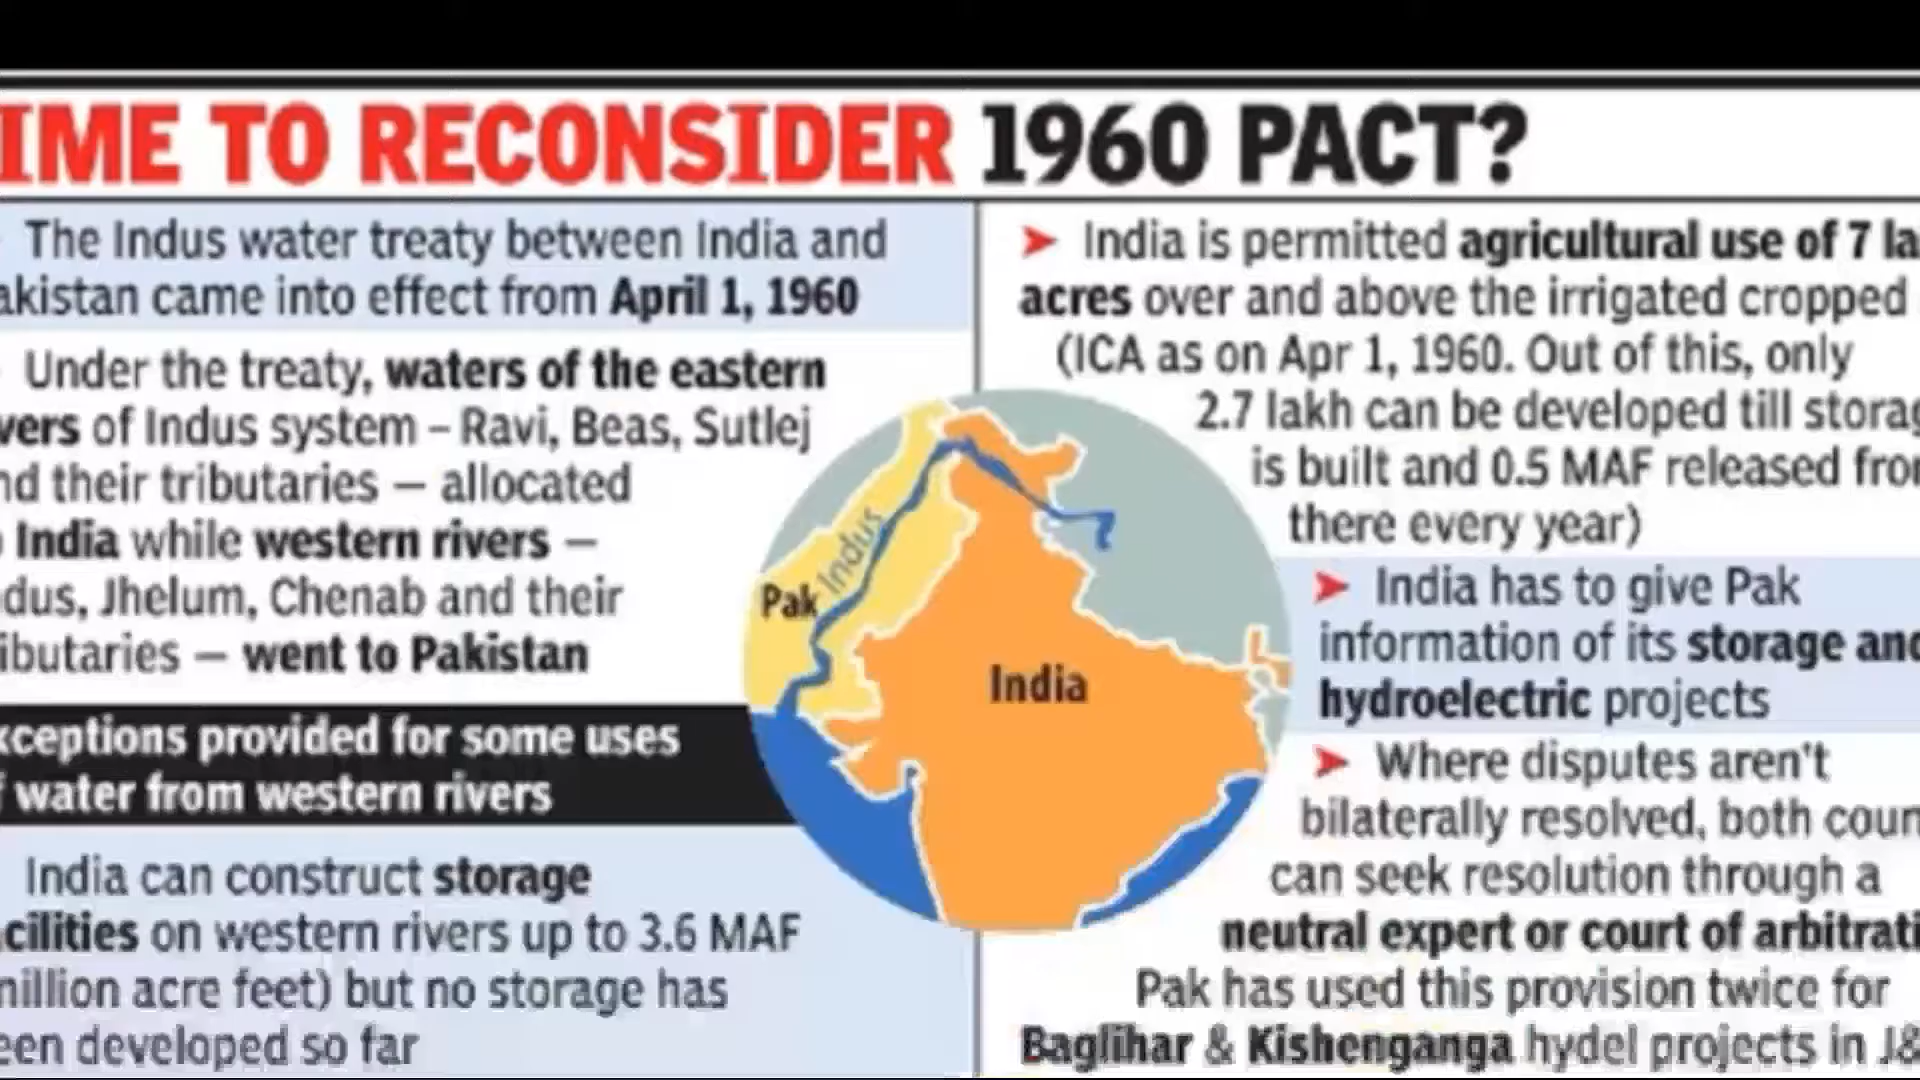 IME TO RECONSIDER 1960 PACT?
The Indus water treaty between India and
akistan came into effect from April 1, 1960
Under the treaty, waters of the eastern
vers of Indus system – Ravi, Beas, Sutlej
nd their tributaries — allocated
India while western rivers —
dus, Jhelum, Chenab and their
ibutaries — went to Pakistan
xceptions provided for some uses
f water from western rivers
India can construct storage
cilities on western rivers up to 3.6 MAF
million acre feet) but no storage has
een developed so far
Pak
Indus
India
➤ India is permitted agricultural use of 7 la
acres over and above the irrigated cropped
(ICA as on Apr 1, 1960. Out of this, only
2.7 lakh can be developed till storag
is built and 0.5 MAF released fro
there every year)
➤ India has to give Pak
information of its storage and
hydroelectric projects
➤ Where disputes aren't
bilaterally resolved, both coun
can seek resolution through a
neutral expert or court of arbitrati
Pak has used this provision twice for
Baglihar & Kishenganga hydel projects in J&